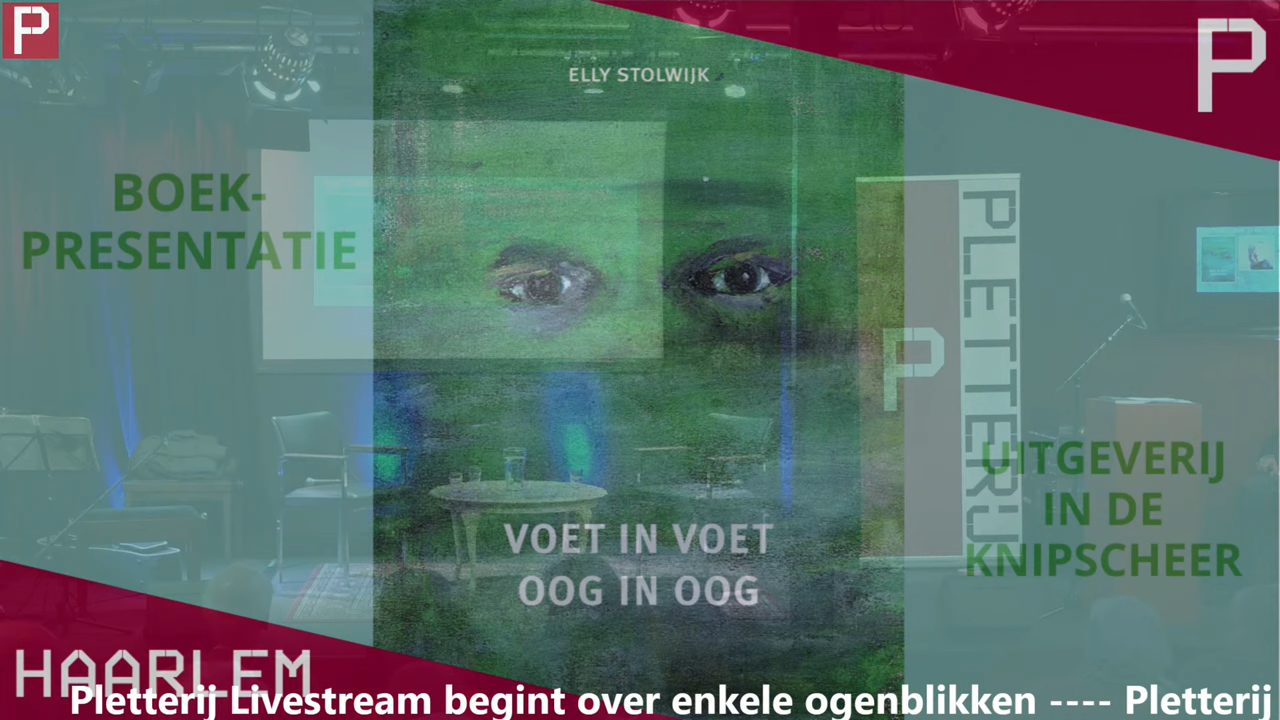 P
P
ELLY STOLWIJK
BOEK-
PRESENTATIE
PLETTERIJ
P
UITGEVERIJ
IN DE
KNIPSCHEER
VOET IN VOET
OOG IN OOG
HAARLEM
Pletterij Livestream begint over enkele ogenblikken ---- Pletterij